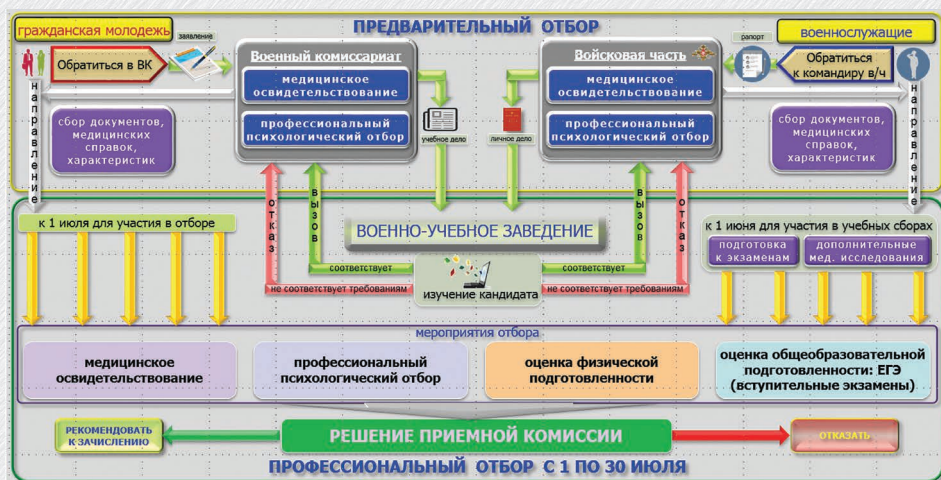 ПРЕДВАРИТЕЛЬНЫЙ ОТБОР
гражданская молодежь
заявление
Обратиться в ВК
направление
сбор документов,
медицинских
справок,
характеристик
Военный комиссариат
медицинское
освидетельствование
профессиональный
психологический отбор
учебное дело
Войсковая часть
медицинское
освидетельствование
профессиональный
психологический отбор
личное дело
военнослужащие
рапорт
Обратиться
к командиру в/ч
направление
сбор документов,
медицинских
справок,
характеристик
к 1 июля для участия в отборе
отказ
вызов
ВОЕННО-УЧЕБНОЕ ЗАВЕДЕНИЕ
вызов
отказ
соответствует
соответствует
не соответствует требованиям
не соответствует требованиям
изучение кандидата
к 1 июня для участия в учебных сборах
подготовка
к экзаменам
дополнительные
мед. исследования
мероприятия отбора
медицинское
освидетельствование
профессиональный
психологический отбор
оценка физической
подготовленности
оценка общеобразовательной
подготовленности: ЕГЭ
(вступительные экзамены)
РЕКОМЕНДОВАТЬ
К ЗАЧИСЛЕНИЮ
РЕШЕНИЕ ПРИЕМНОЙ КОМИССИИ
ОТКАЗАТЬ
ПРОФЕССИОНАЛЬНЫЙ ОТБОР С 1 ПО 30 ИЮЛЯ